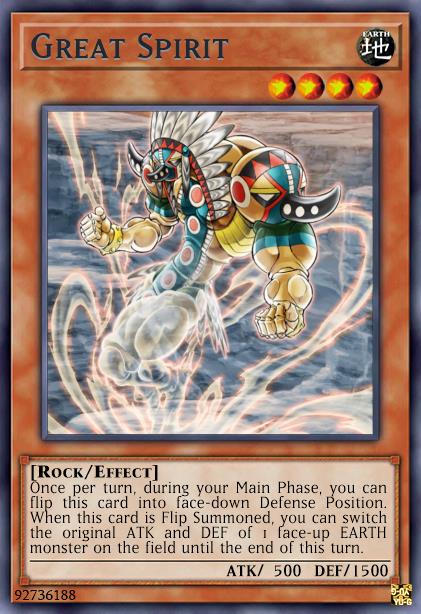 GREAT SPIRIT
EARTH
地
[ROCK/EFFECT]
Once per turn, during your Main Phase, you can
flip this card into face-down Defense Position.
When this card is Flip Summoned, you can switch
the original ATK and DEF of 1 face-up EARTH
monster on the field until the end of this turn.
ATK/ 500 DEF/1500
92736188